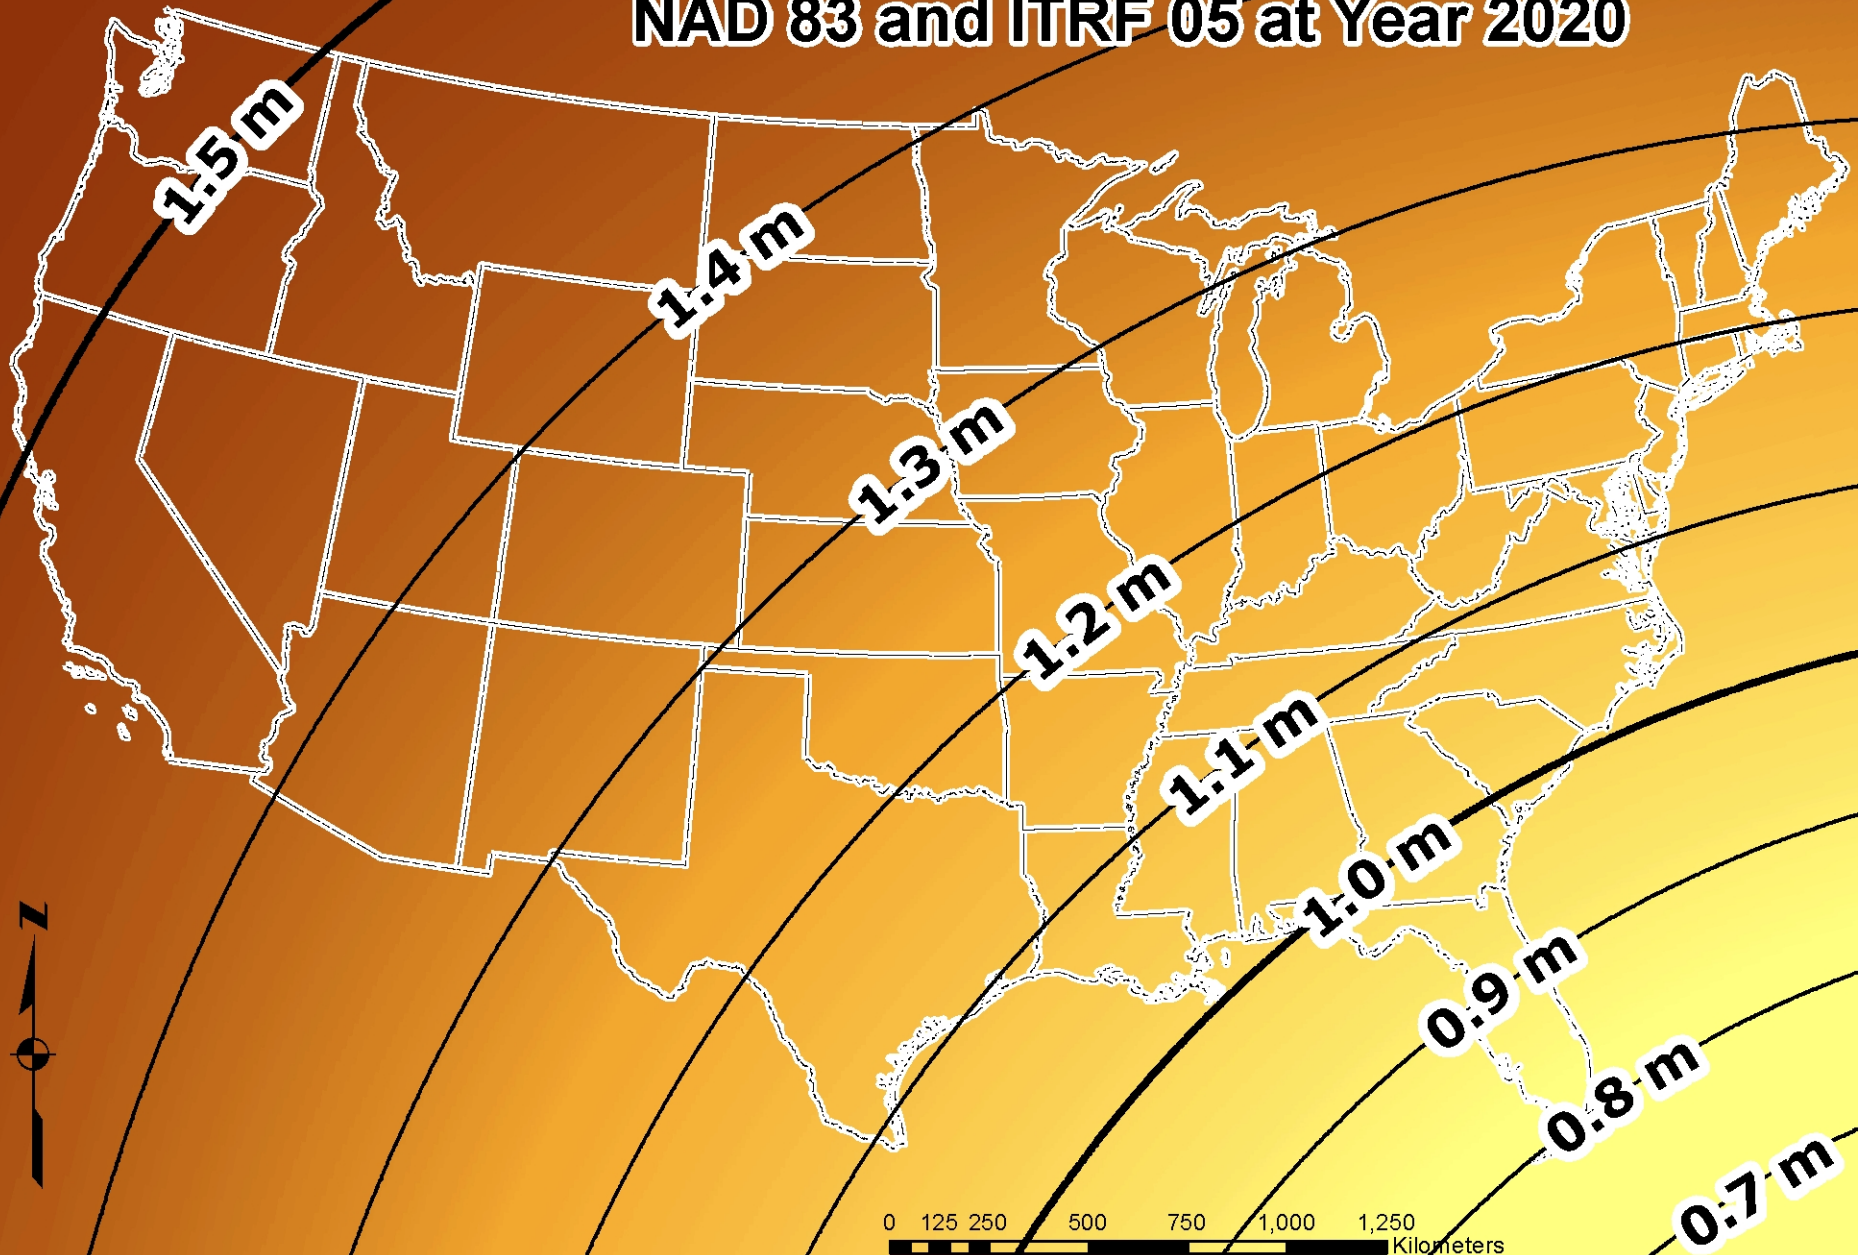 NAD 83 and ITRF 05 at Year 2020
1.5 m
1.4 m
1.3 m
1.2 m
1.1 m
1.0 m
0.9 m
0.8 m
0.7 m
N
0 125 250 500 750 1,000 1,250
Kilometers